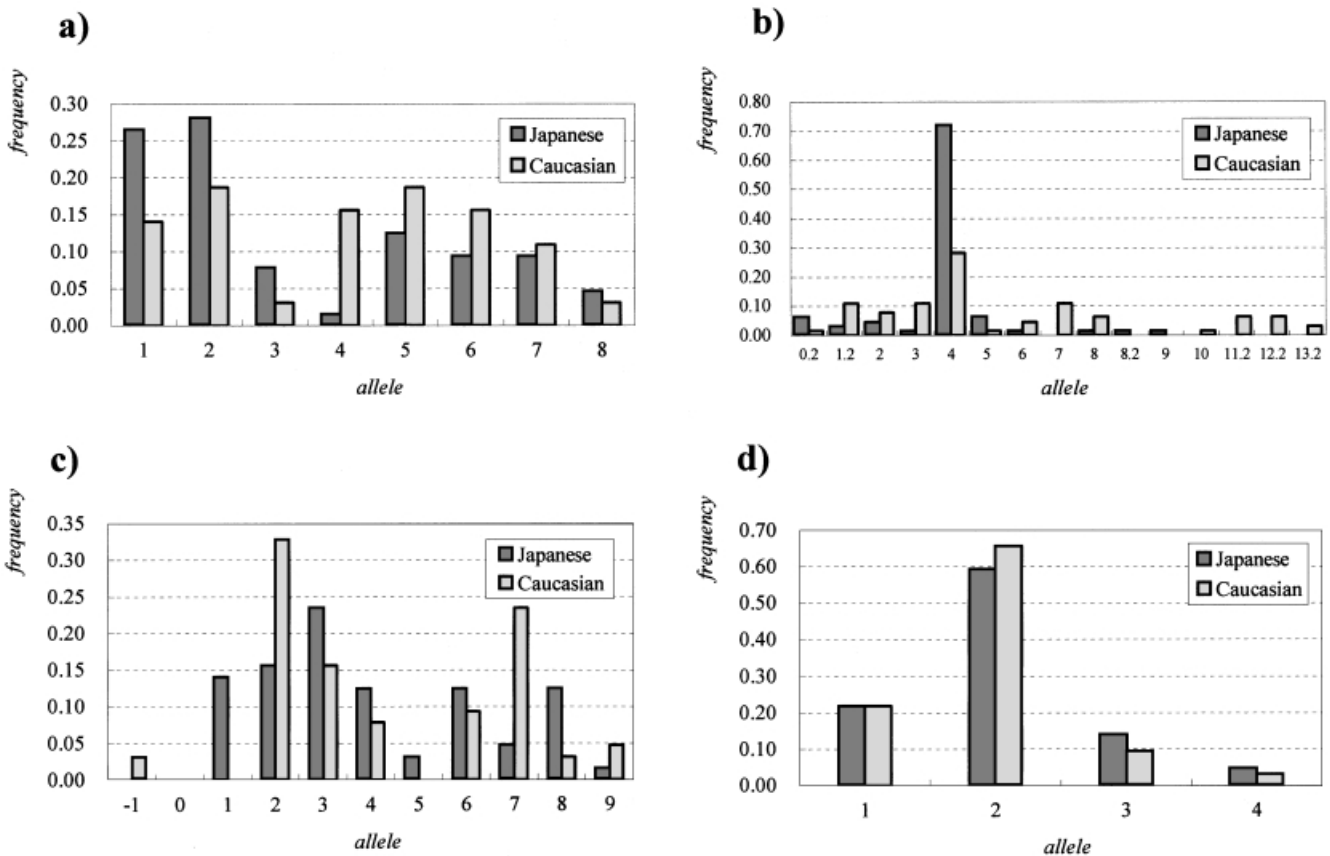 a)
frequency
0.30
0.25
0.20
0.15
0.10
0.05
0.00
Japanese
Caucasian
1 2 3 4 5 6 7 8
allele
b)
frequency
0.80
0.70
0.60
0.50
0.40
0.30
0.20
0.10
0.00
Japanese
Caucasian
0.2 1.2 2 3 4 5 6 7 8 8.2 9 10 11.2 12.2 13.2
allele
c)
frequency
0.35
0.30
0.25
0.20
0.15
0.10
0.05
0.00
Japanese
Caucasian
-1 0 1 2 3 4 5 6 7 8 9
allele
d)
frequency
0.70
0.60
0.50
0.40
0.30
0.20
0.10
0.00
Japanese
Caucasian
1 2 3 4
allele